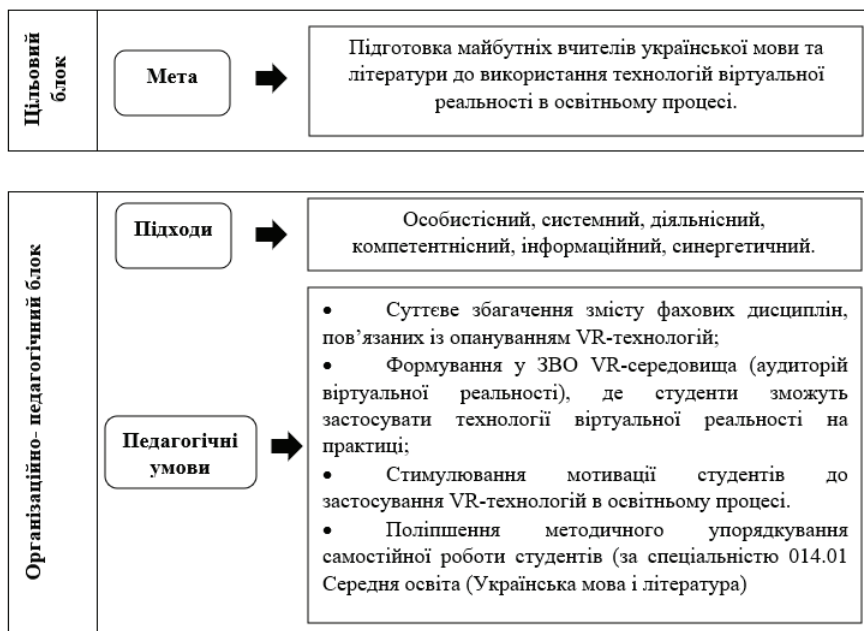 Цільовий
блок
Мета
Підготовка майбутніх вчителів української мови та
літератури до використання технологій віртуальної
реальності в освітньому процесі.
Організаційно- педагогічний блок
Підходи
Особистісний, системний, діяльнісний,
компетентнісний, інформаційний, синергетичний.
Педагогічні
умови
• Суттєве збагачення змісту фахових дисциплін,
пов’язаних із опануванням VR-технологій;
• Формування у ЗВО VR-середовища (аудиторій
віртуальної реальності), де студенти зможуть
застосувати технології віртуальної реальності на
практиці;
• Стимулювання мотивації студентів до
застосування VR-технологій в освітньому процесі.
• Поліпшення методичного упорядкування
самостійної роботи студентів (за спеціальністю 014.01
Середня освіта (Українська мова і література)